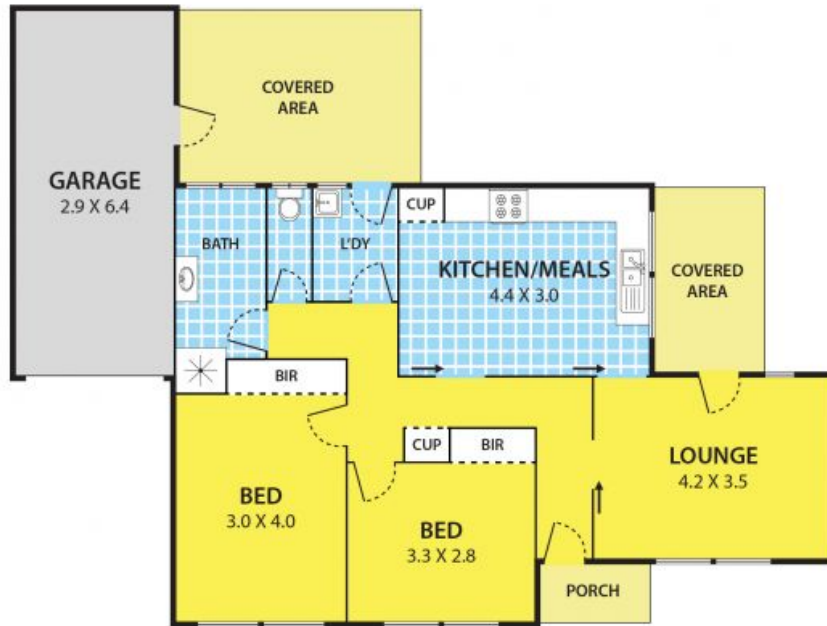 COVERED
AREA
GARAGE
2.9 X 6.4
BATH
L'DY
CUP
KITCHEN/MEALS
4.4 X 3.0
COVERED
AREA
BIR
CUP
BIR
LOUNGE
4.2 X 3.5
BED
3.0 X 4.0
BED
3.3 X 2.8
PORCH